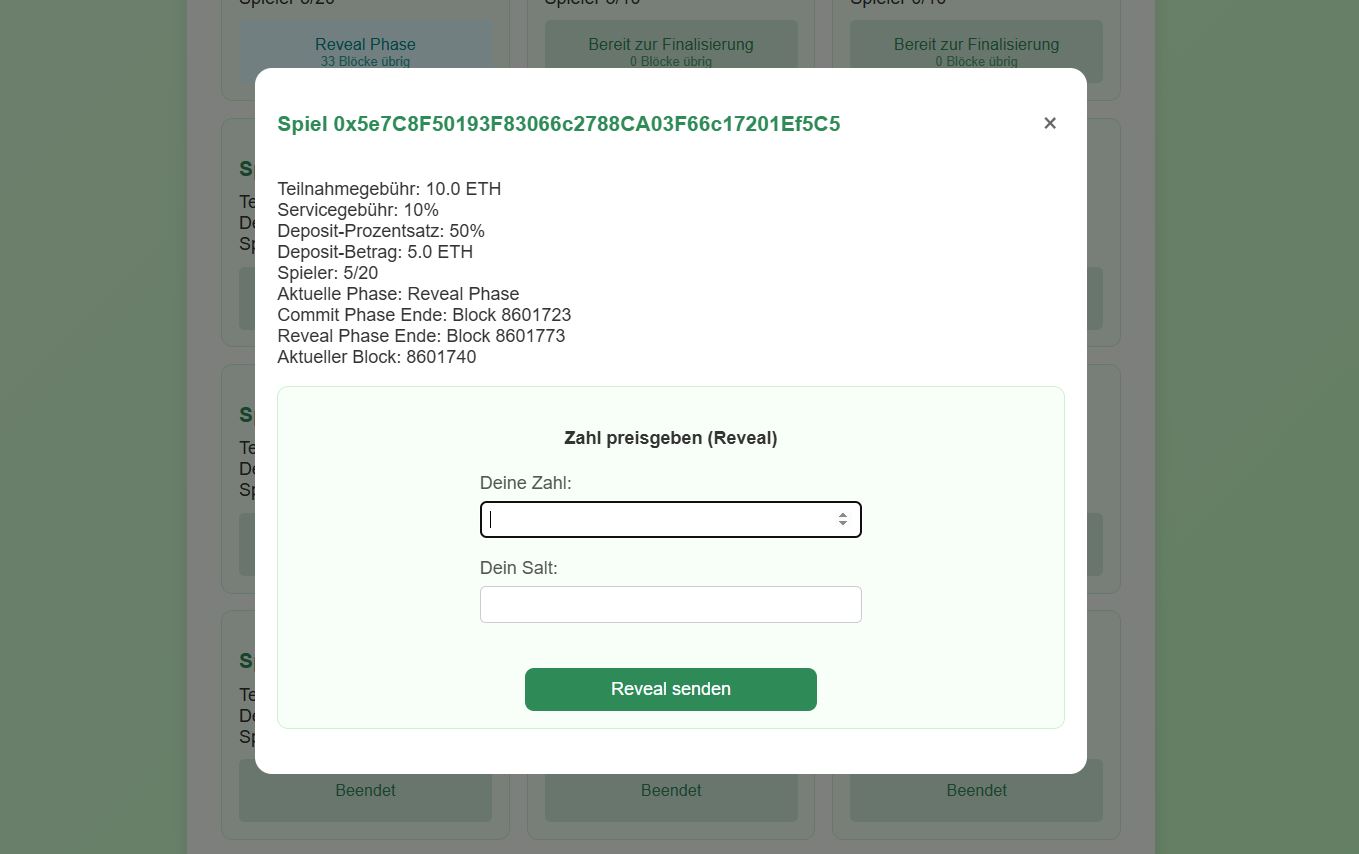 Spieler 5/20
Reveal Phase
33 Blöcke übrig
Bereit zur Finalisierung
0 Blöcke übrig
Bereit zur Finalisierung
0 Blöcke übrig
Spiel 0x5e7C8F50193F83066c2788CA03F66c17201Ef5C5
×
Teilnahmegebühr: 10.0 ETH
Servicegebühr: 10%
Deposit-Prozentsatz: 50%
Deposit-Betrag: 5.0 ETH
Spieler: 5/20
Aktuelle Phase: Reveal Phase
Commit Phase Ende: Block 8601723
Reveal Phase Ende: Block 8601773
Aktueller Block: 8601740
Zahl preisgeben (Reveal)
Deine Zahl:
Dein Salt:
Reveal senden
Beendet
Beendet
Beendet